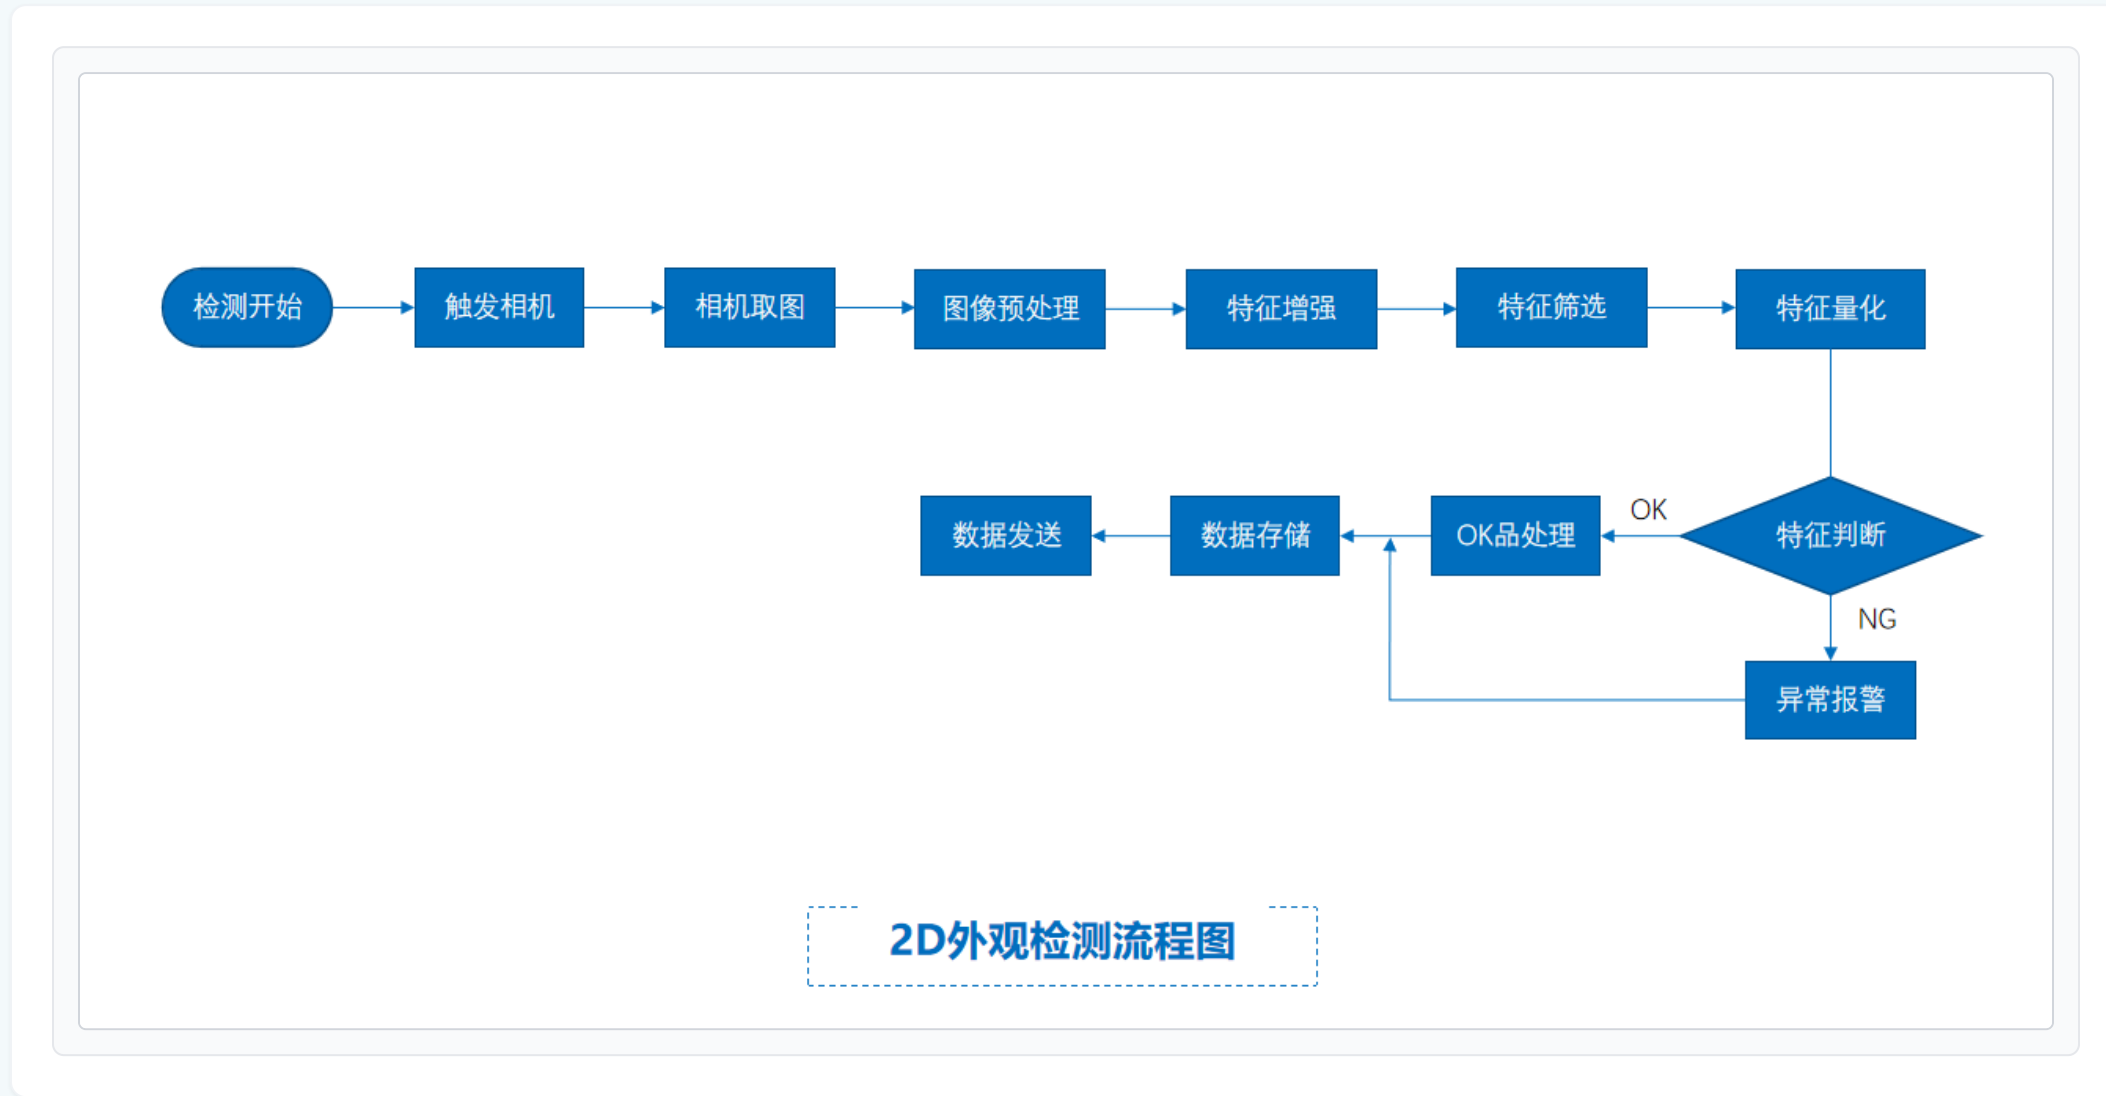 检测开始
触发相机
相机取图
图像预处理
特征增强
特征筛选
特征量化
数据发送
数据存储
OK品处理
OK
特征判断
NG
异常报警
2D外观检测流程图